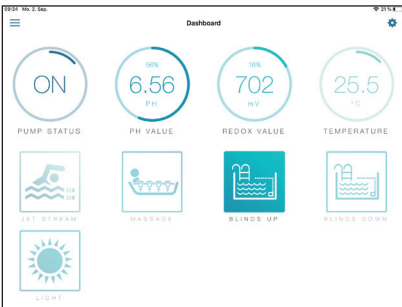 09:24 Mo. 2. Sep.
21 %
Dashboard
ON
56%
6.56
PH
16%
702
mV
25.5
°C
PUMP STATUS
PH VALUE
REDOX VALUE
TEMPERATURE
JET STREAM
MASSAGE
BLINDS UP
BLINDS DOWN
LIGHT